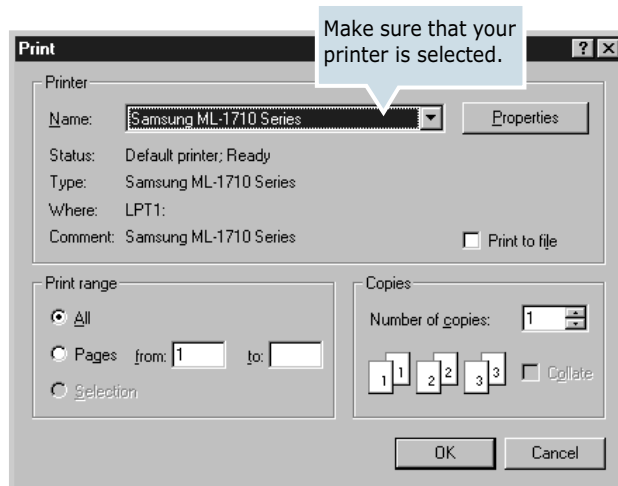 Make sure that your
printer is selected.
Print
Printer
Name: Samsung ML-1710 Series Properties
Status: Default printer; Ready
Type: Samsung ML-1710 Series
Where: LPT1:
Comment: Samsung ML-1710 Series Print to file
Print range
All
Pages from: 1 to:
Selection
Copies
Number of copies: 1
1 1 2 2 3 3 Collate
OK Cancel